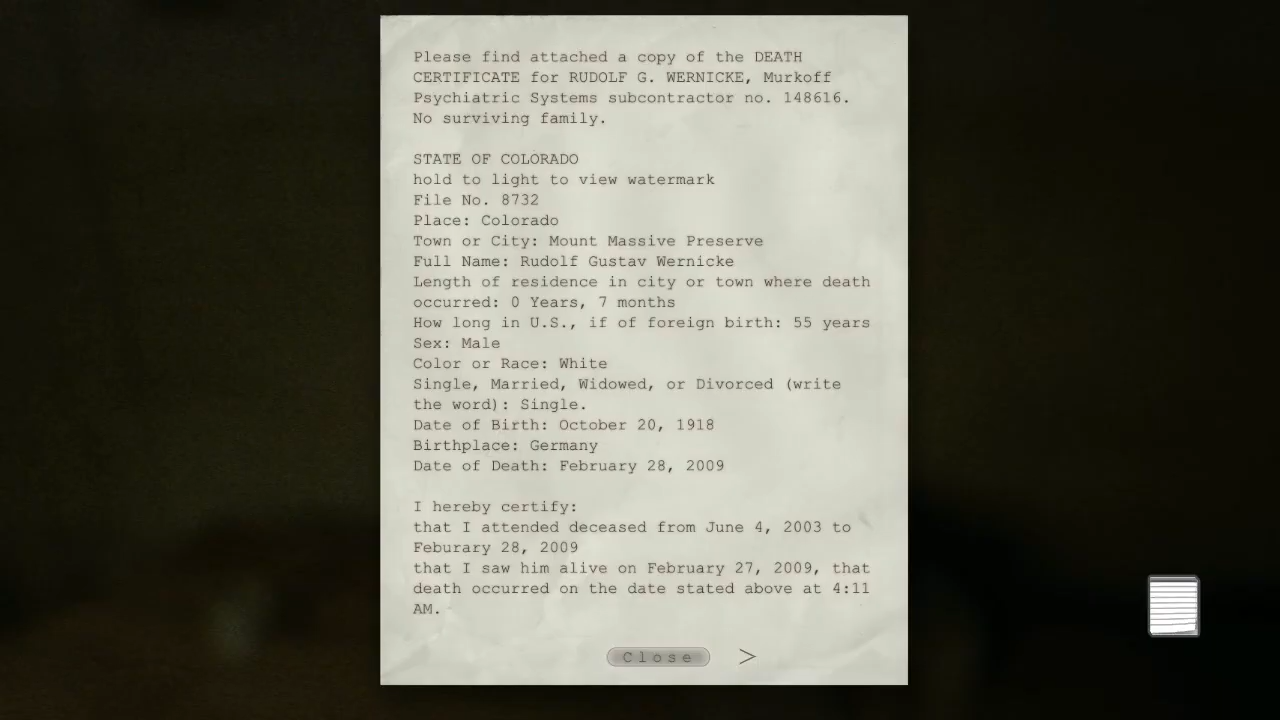 Please find attached a copy of the DEATH
CERTIFICATE for RUDOLF G. WERNICKE, Murkoff
Psychiatric Systems subcontractor no. 148616.
No surviving family.
STATE OF COLORADO
hold to light to view watermark
File No. 8732
Place: Colorado
Town or City: Mount Massive Preserve
Full Name: Rudolf Gustav Wernicke
Length of residence in city or town where death
occurred: 0 Years, 7 months
How long in U.S., if of foreign birth: 55 years
Sex: Male
Color or Race: White
Single, Married, Widowed, or Divorced (write
the word): Single.
Date of Birth: October 20, 1918
Birthplace: Germany
Date of Death: February 28, 2009
I hereby certify:
that I attended deceased from June 4, 2003 to
Feburary 28, 2009
that I saw him alive on February 27, 2009, that
death occurred on the date stated above at 4:11
AM.
Close >